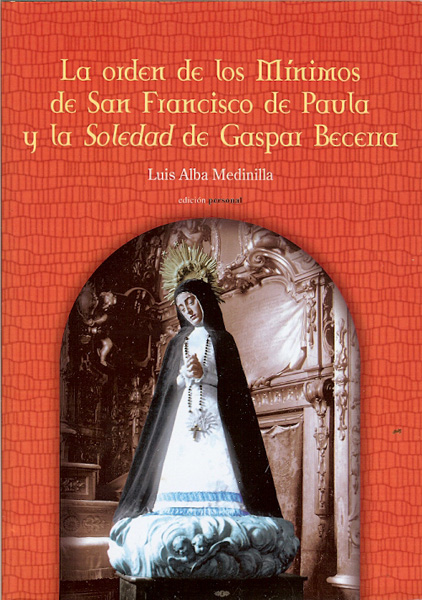 La orden de los Mínimos
de San Francisco de Paula
y la Soledad de Gaspar Becerra
Luis Alba Medinilla
edición personal